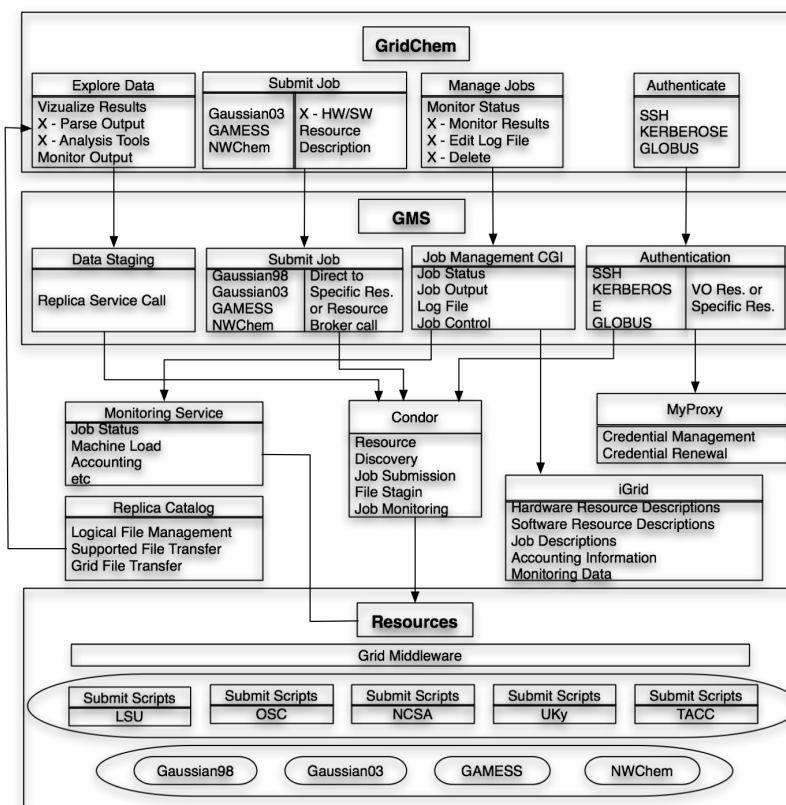 GridChem
Explore Data
Vizualize Results
X - Parse Output
X - Analysis Tools
Monitor Output
Submit Job
Gaussian03
GAMESS
NWChem
X - HW/SW
Resource
Description
Manage Jobs
Monitor Status
X - Monitor Results
X - Edit Log File
X - Delete
Authenticate
SSH
KERBEROSE
GLOBUS
GMS
Data Staging
Replica Service Call
Submit Job
Gaussian98
Gaussian03
GAMESS
NWChem
Direct to
Specific Res.
or Resource
Broker call
Job Management CGI
Job Status
Job Output
Log File
Job Control
Authentication
SSH
KERBEROS
E
GLOBUS
VO Res. or
Specific Res.
Monitoring Service
Job Status
Machine Load
Accounting
etc
Condor
Resource
Discovery
Job Submission
File Stagin
Job Monitoring
MyProxy
Credential Management
Credential Renewal
Replica Catalog
Logical File Management
Supported File Transfer
Grid File Transfer
iGrid
Hardware Resource Descriptions
Software Resource Descriptions
Job Descriptions
Accounting Information
Monitoring Data
Resources
Grid Middleware
Submit Scripts
LSU
Submit Scripts
OSC
Submit Scripts
NCSA
Submit Scripts
UKy
Submit Scripts
TACC
Gaussian98
Gaussian03
GAMESS
NWChem